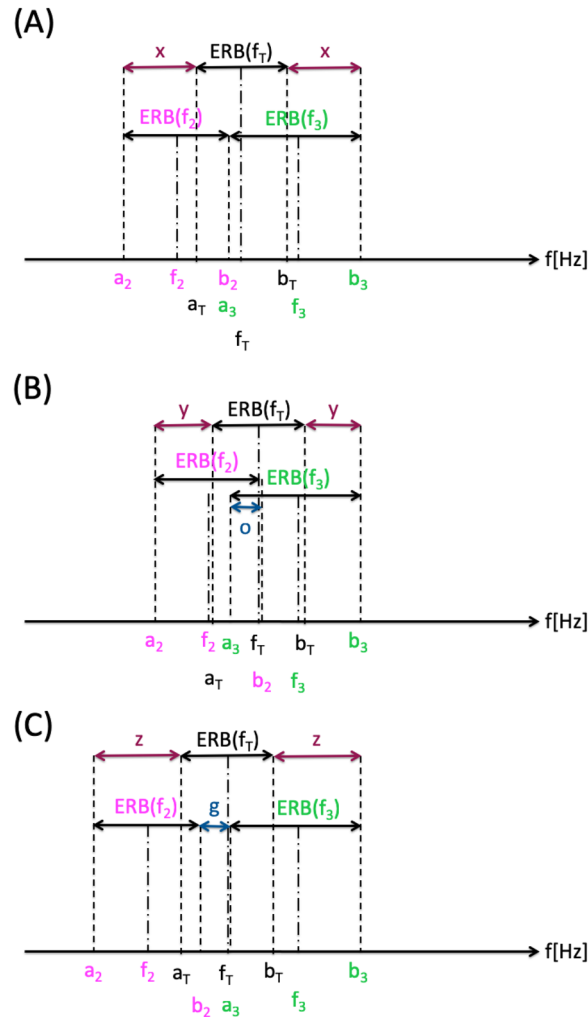 (A)
x ERB(f_T) x
ERB(f_2) ERB(f_3)
f[Hz]
a_2 f_2 b_2 b_T b_3
a_T a_3 f_3
f_T
(B)
y ERB(f_T) y
ERB(f_2) ERB(f_3)
o
f[Hz]
a_2 f_2 a_3 f_T b_T b_3
a_T b_2 f_3
(C)
z ERB(f_T) z
ERB(f_2) g ERB(f_3)
f[Hz]
a_2 f_2 a_T f_T b_T b_3
b_2 a_3 f_3